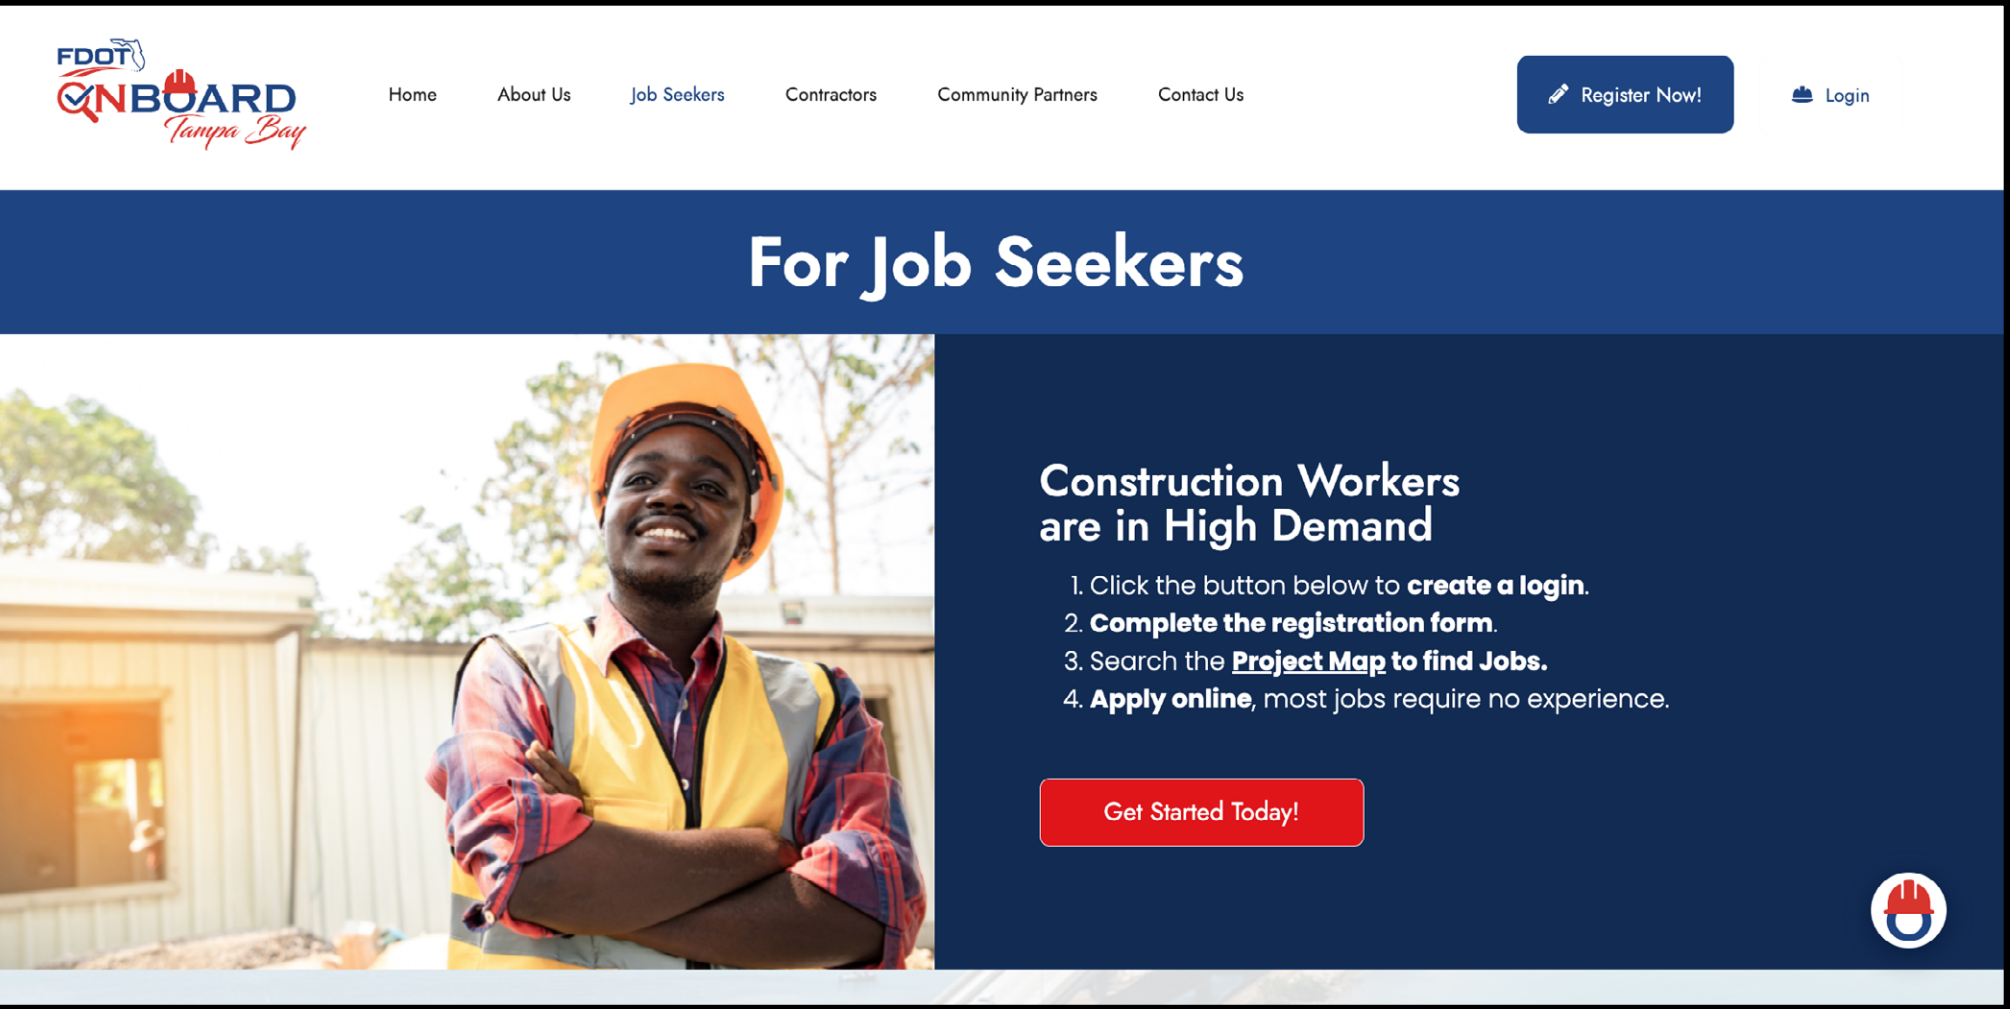 FDOT
ONBOARD
Tampa Bay
Home
About Us
Job Seekers
Contractors
Community Partners
Contact Us
Register Now!
Login
For Job Seekers
Construction Workers
are in High Demand
1. Click the button below to create a login.
2. Complete the registration form.
3. Search the Project Map to find Jobs.
4. Apply online, most jobs require no experience.
Get Started Today!